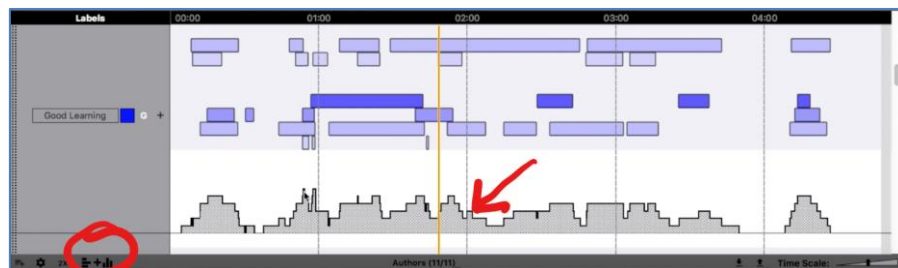 Labels 00:00 01:00 02:00 03:00 04:00
Good Learning G +
2x Authors (11/11) Time Scale: